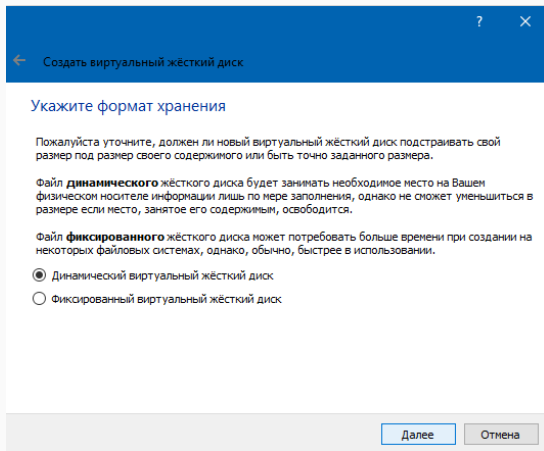 ?
Создать виртуальный жёсткий диск
Укажите формат хранения
Пожалуйста уточните, должен ли новый виртуальный жёсткий диск подстраивать свой
размер под размер своего содержимого или быть точно заданного размера.
Файл динамического жёсткого диска будет занимать необходимое место на Вашем
физическом носителе информации лишь по мере заполнения, однако не сможет уменьшиться в
размере если место, занятое его содержимым, освободится.
Файл фиксированного жёсткого диска может потребовать больше времени при создании на
некоторых файловых системах, однако, обычно, быстрее в использовании.
Динамический виртуальный жёсткий диск
Фиксированный виртуальный жёсткий диск
Далее Отмена